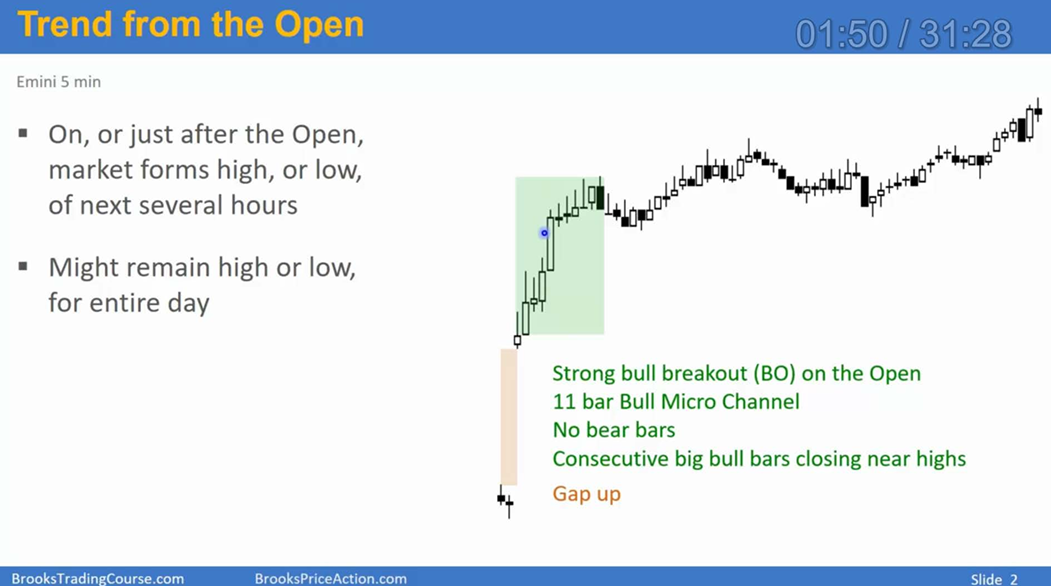 Trend from the Open
01:50 / 31:28
Emini 5 min
▪ On, or just after the Open,
market forms high, or low,
of next several hours
▪ Might remain high or low,
for entire day
Strong bull breakout (BO) on the Open
11 bar Bull Micro Channel
No bear bars
Consecutive big bull bars closing near highs
Gap up
BrooksTradingCourse.com
BrooksPriceAction.com
Slide 2